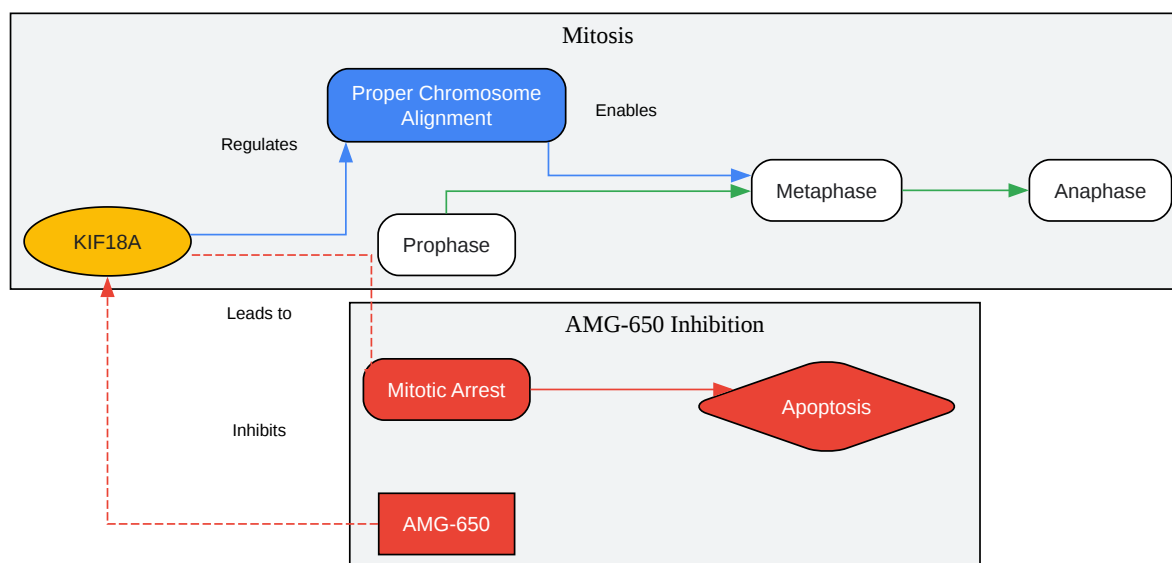 Mitosis
Proper Chromosome
Alignment
Enables
Regulates
Metaphase
Anaphase
KIF18A
Prophase
Leads to
AMG-650 Inhibition
Mitotic Arrest
Apoptosis
Inhibits
AMG-650